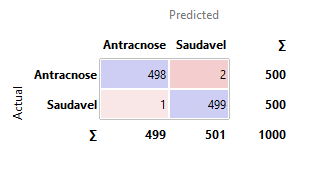 Predicted
Antracnose Saudavel Σ
Antracnose 498 2 500
Saudavel 1 499 500
Σ 499 501 1000
Actual